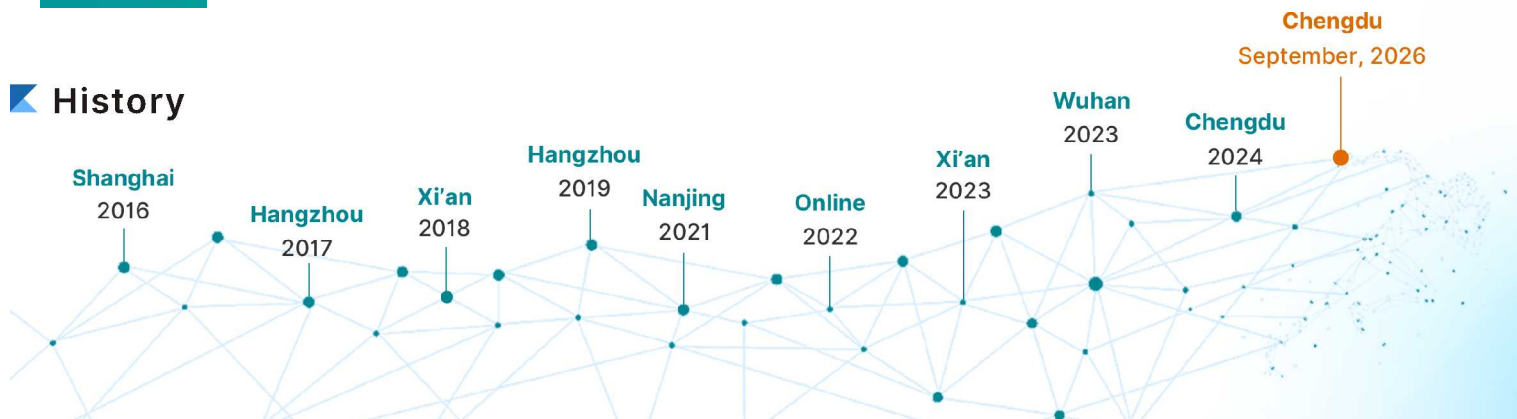 History
Shanghai
2016
Hangzhou
2017
Xi’an
2018
Hangzhou
2019
Nanjing
2021
Online
2022
Xi’an
2023
Wuhan
2023
Chengdu
2024
Chengdu
September, 2026